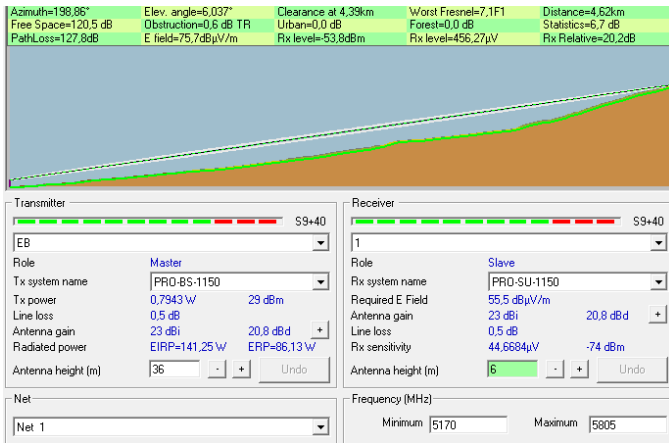 Azimuth=198,86° Elev. angle=6,037° Clearance at 4,39km Worst Fresnel=7,1F1 Distance=4,62km
Free Space=120,5 dB Obstruction=0,6 dB TR Urban=0,0 dB Forest=0,0 dB Statistics=6,7 dB
PathLoss=127,8dB E field=75,7dBµV/m Rx level=-53,8dBm Rx level=456,27µV Rx Relative=20,2dB
Transmitter
S9+40
EB
Role Master
Tx system name PRO-BS-1150
Tx power 0,7943 W 29 dBm
Line loss 0,5 dB
Antenna gain 23 dBi 20,8 dBd +
Radiated power EIRP=141,25 W ERP=86,13 W
Antenna height (m) 36 - + Undo
Receiver
S9+40
1
Role Slave
Rx system name PRO-SU-1150
Required E Field 55,5 dBµV/m
Antenna gain 23 dBi 20,8 dBd +
Line loss 0,5 dB
Rx sensitivity 44,6684µV -74 dBm
Antenna height (m) 6 - + Undo
Net
Net 1
Frequency (MHz)
Minimum 5170 Maximum 5805